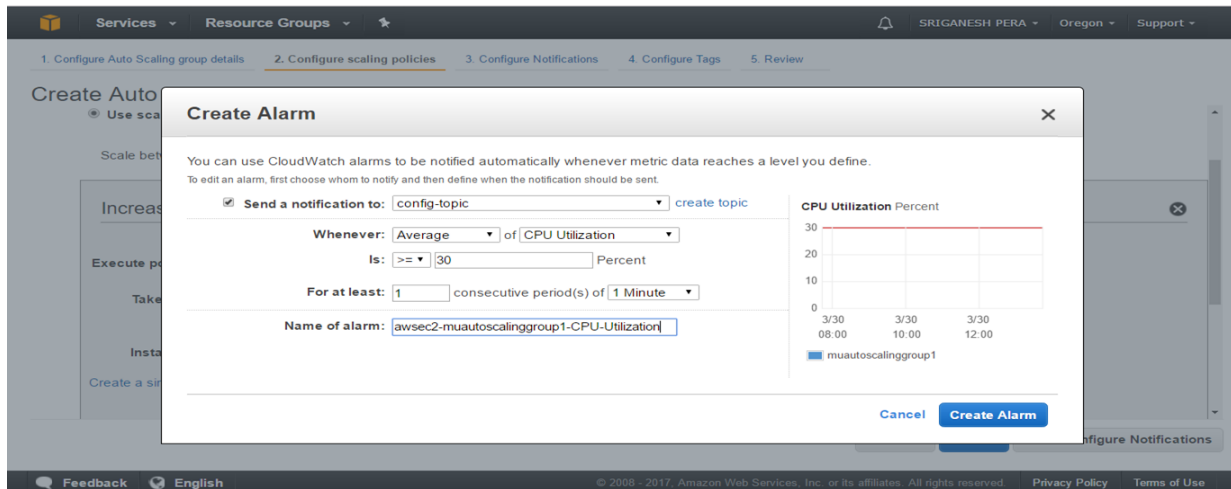 Services Resource Groups SRIGANESH PERA Oregon Support
1. Configure Auto Scaling group details 2. Configure scaling policies 3. Configure Notifications 4. Configure Tags 5. Review
Create Auto
Use sca
Scale bet
Increas
Execute po
Take
Insta
Create a sin
Create Alarm
You can use CloudWatch alarms to be notified automatically whenever metric data reaches a level you define.
To edit an alarm, first choose whom to notify and then define when the notification should be sent.
Send a notification to: config-topic create topic
Whenever: Average of CPU Utilization
Is: >= 30 Percent
For at least: 1 consecutive period(s) of 1 Minute
Name of alarm: awsec2-muautoscalinggroup1-CPU-Utilization
CPU Utilization Percent
30
20
10
0
3/30 3/30 3/30
08:00 10:00 12:00
muautoscalinggroup1
Cancel Create Alarm
nfigure Notifications
Feedback English © 2008 - 2017, Amazon Web Services, Inc. or its affiliates. All rights reserved. Privacy Policy Terms of Use